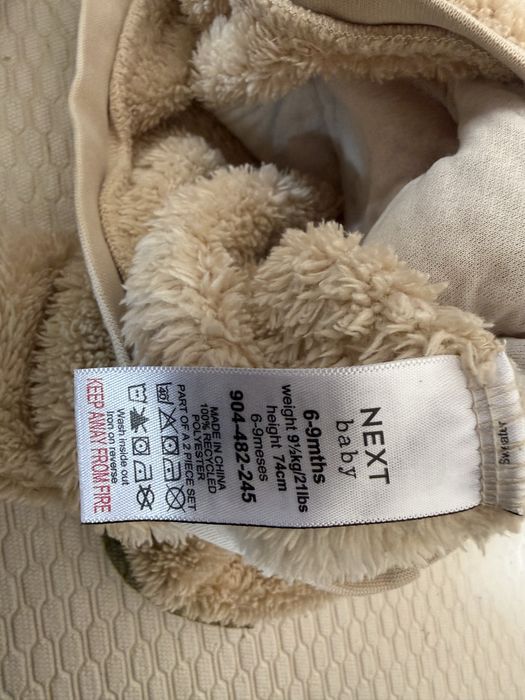 NEXT
baby
6-9mths
weight 9½kg/21lbs
height 74cm
6-9meses
904-482-245
MADE IN CHINA
100% RECYCLED
POLYESTER
PART OF A 2 PIECE SET
40
Wash inside out
Iron on reverse
KEEP AWAY FROM FIRE